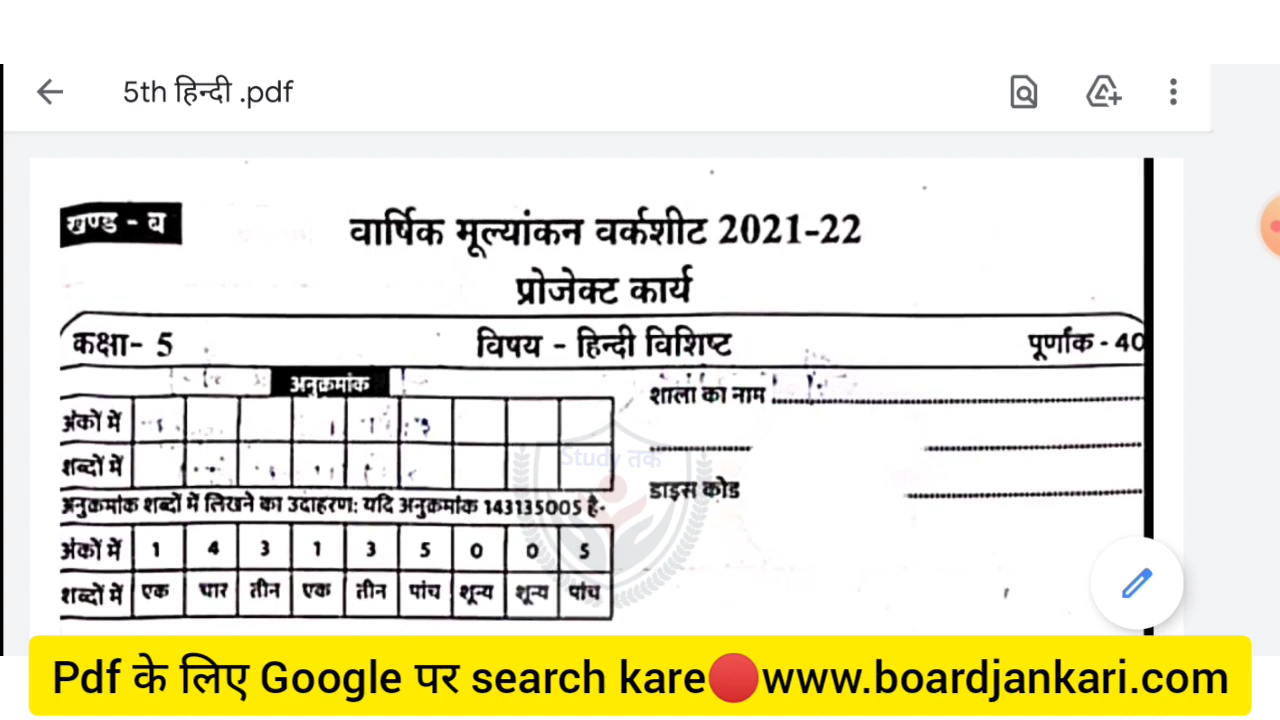 5th हिन्दी .pdf
खण्ड - ब
वार्षिक मूल्यांकन वर्कशीट 2021-22
प्रोजेक्ट कार्य
कक्षा- 5 विषय - हिन्दी विशिष्ट पूर्णांक - 40
अनुक्रमांक
शाला का नाम
अंकों में
शब्दों में
डाइस कोड
अनुक्रमांक शब्दों में लिखने का उदाहरण: यदि अनुक्रमांक 143135005 है-
अंकों में 1 4 3 1 3 5 0 0 5
शब्दों में एक चार तीन एक तीन पांच शून्य शून्य पांच
Study तक
Pdf के लिए Google पर search kare🔴www.boardjankari.com